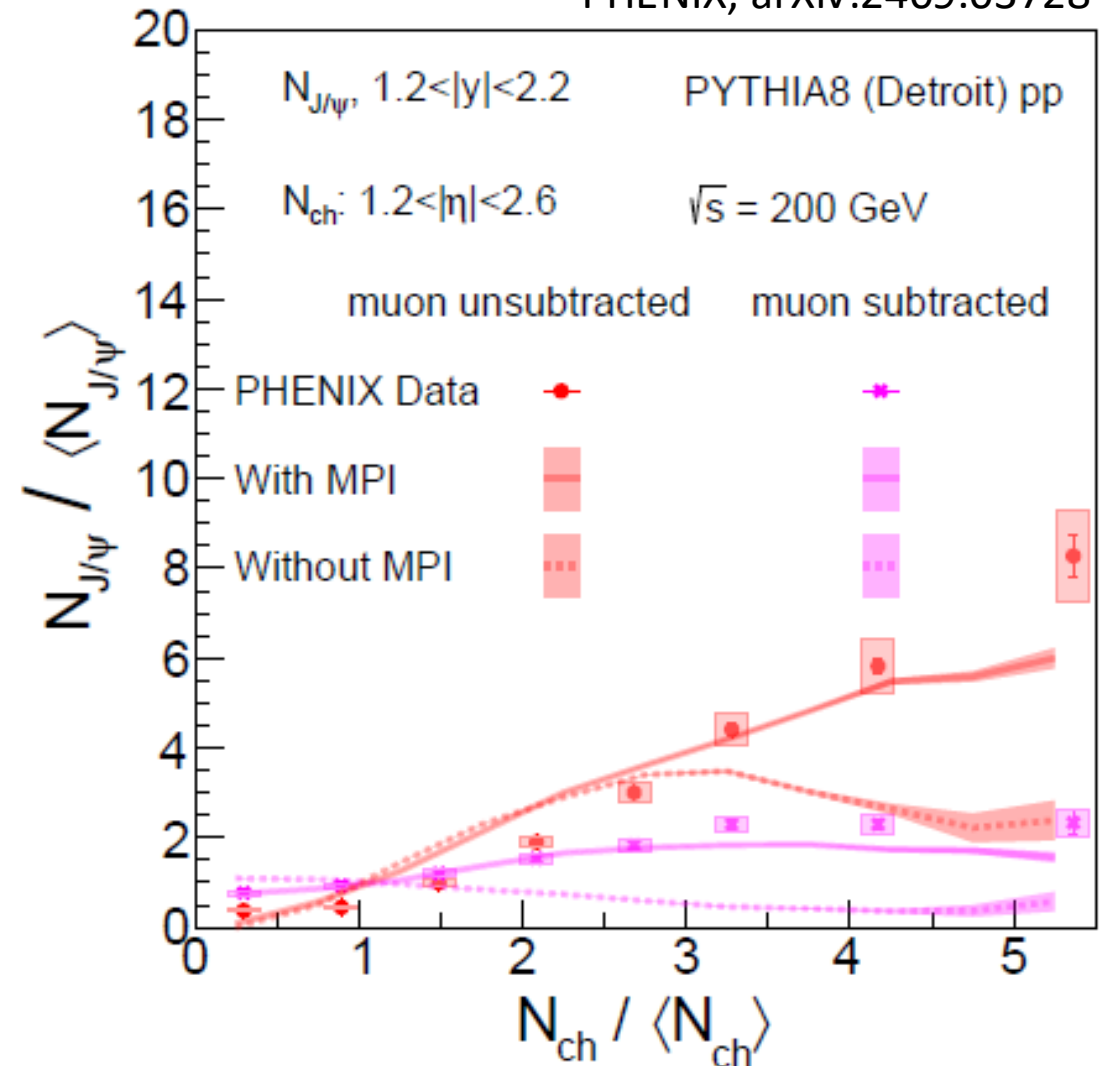 N_J/ψ, 1.2<|y|<2.2 PYTHIA8 (Detroit) pp
N_ch: 1.2<|η|<2.6 √s = 200 GeV
muon unsubtracted muon subtracted
PHENIX Data
With MPI
Without MPI
20
18
16
14
12
10
8
6
4
2
0
N_J/ψ / ⟨N_J/ψ⟩
0 1 2 3 4 5
N_ch / ⟨N_ch⟩